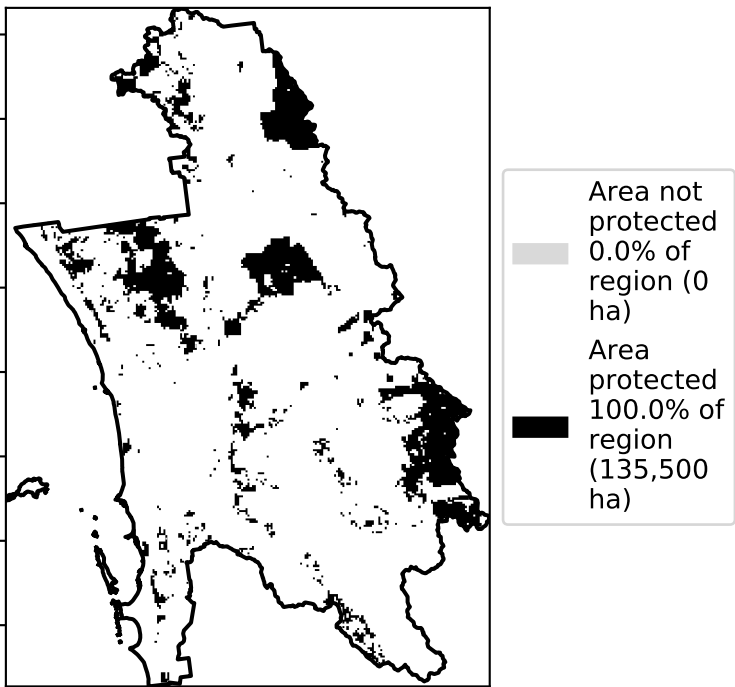 Area not
protected
0.0% of
region (0
ha)
Area
protected
100.0% of
region
(135,500
ha)